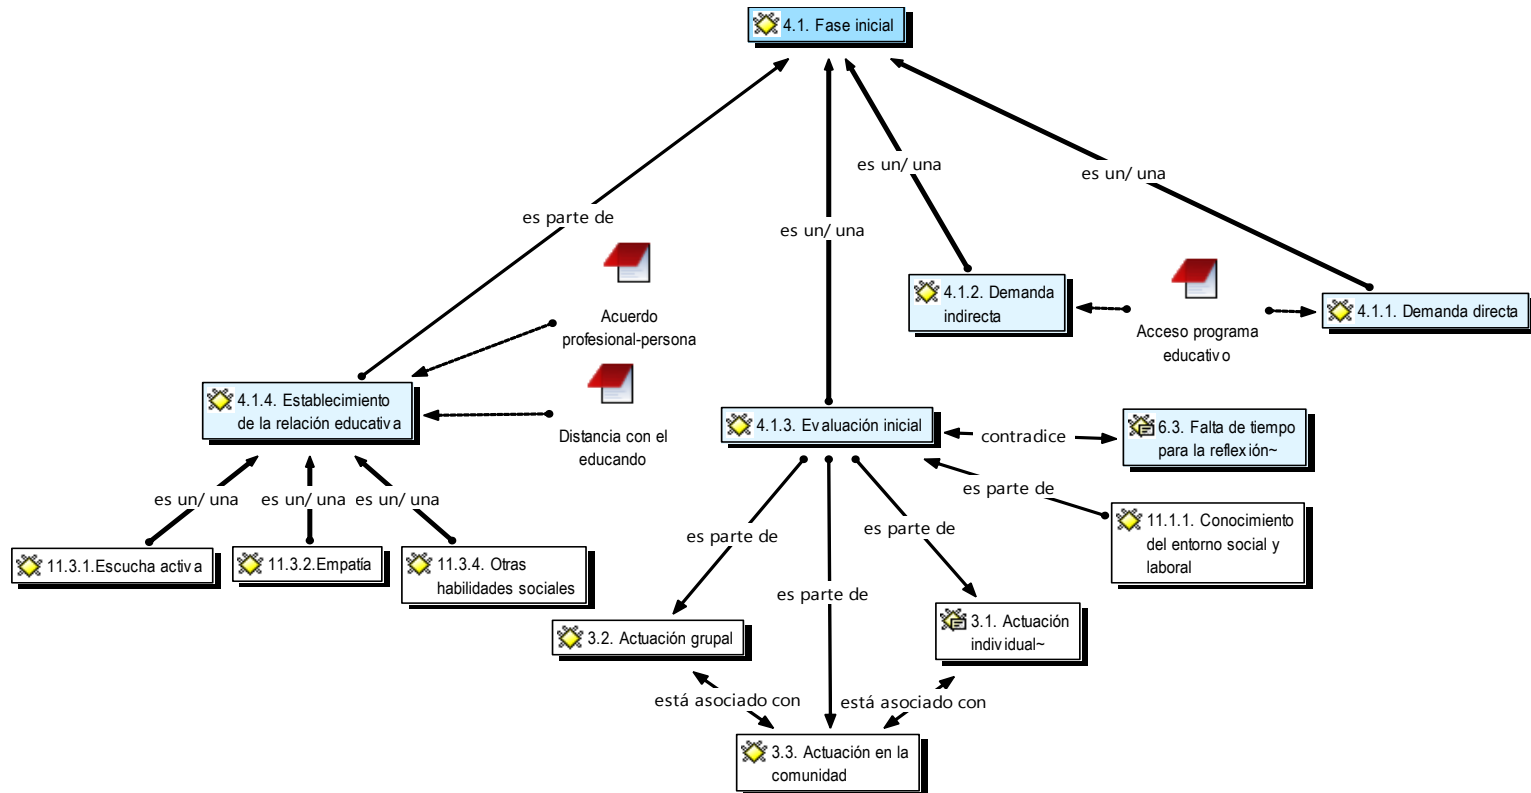 4.1. Fase inicial
es un/ una
es un/ una
es parte de
es un/ una
4.1.2. Demanda
indirecta
4.1.1. Demanda directa
Acuerdo
profesional-persona
Acceso programa
educativo
4.1.4. Establecimiento
de la relación educativa
Distancia con el
educando
4.1.3. Evaluación inicial
contradice
6.3. Falta de tiempo
para la reflexión~
es un/ una
es un/ una
es un/ una
es parte de
11.1.1. Conocimiento
del entorno social y
laboral
es parte de
es parte de
11.3.1.Escucha activa
11.3.2.Empatía
11.3.4. Otras
habilidades sociales
es parte de
3.2. Actuación grupal
3.1. Actuación
individual~
está asociado con
está asociado con
3.3. Actuación en la
comunidad